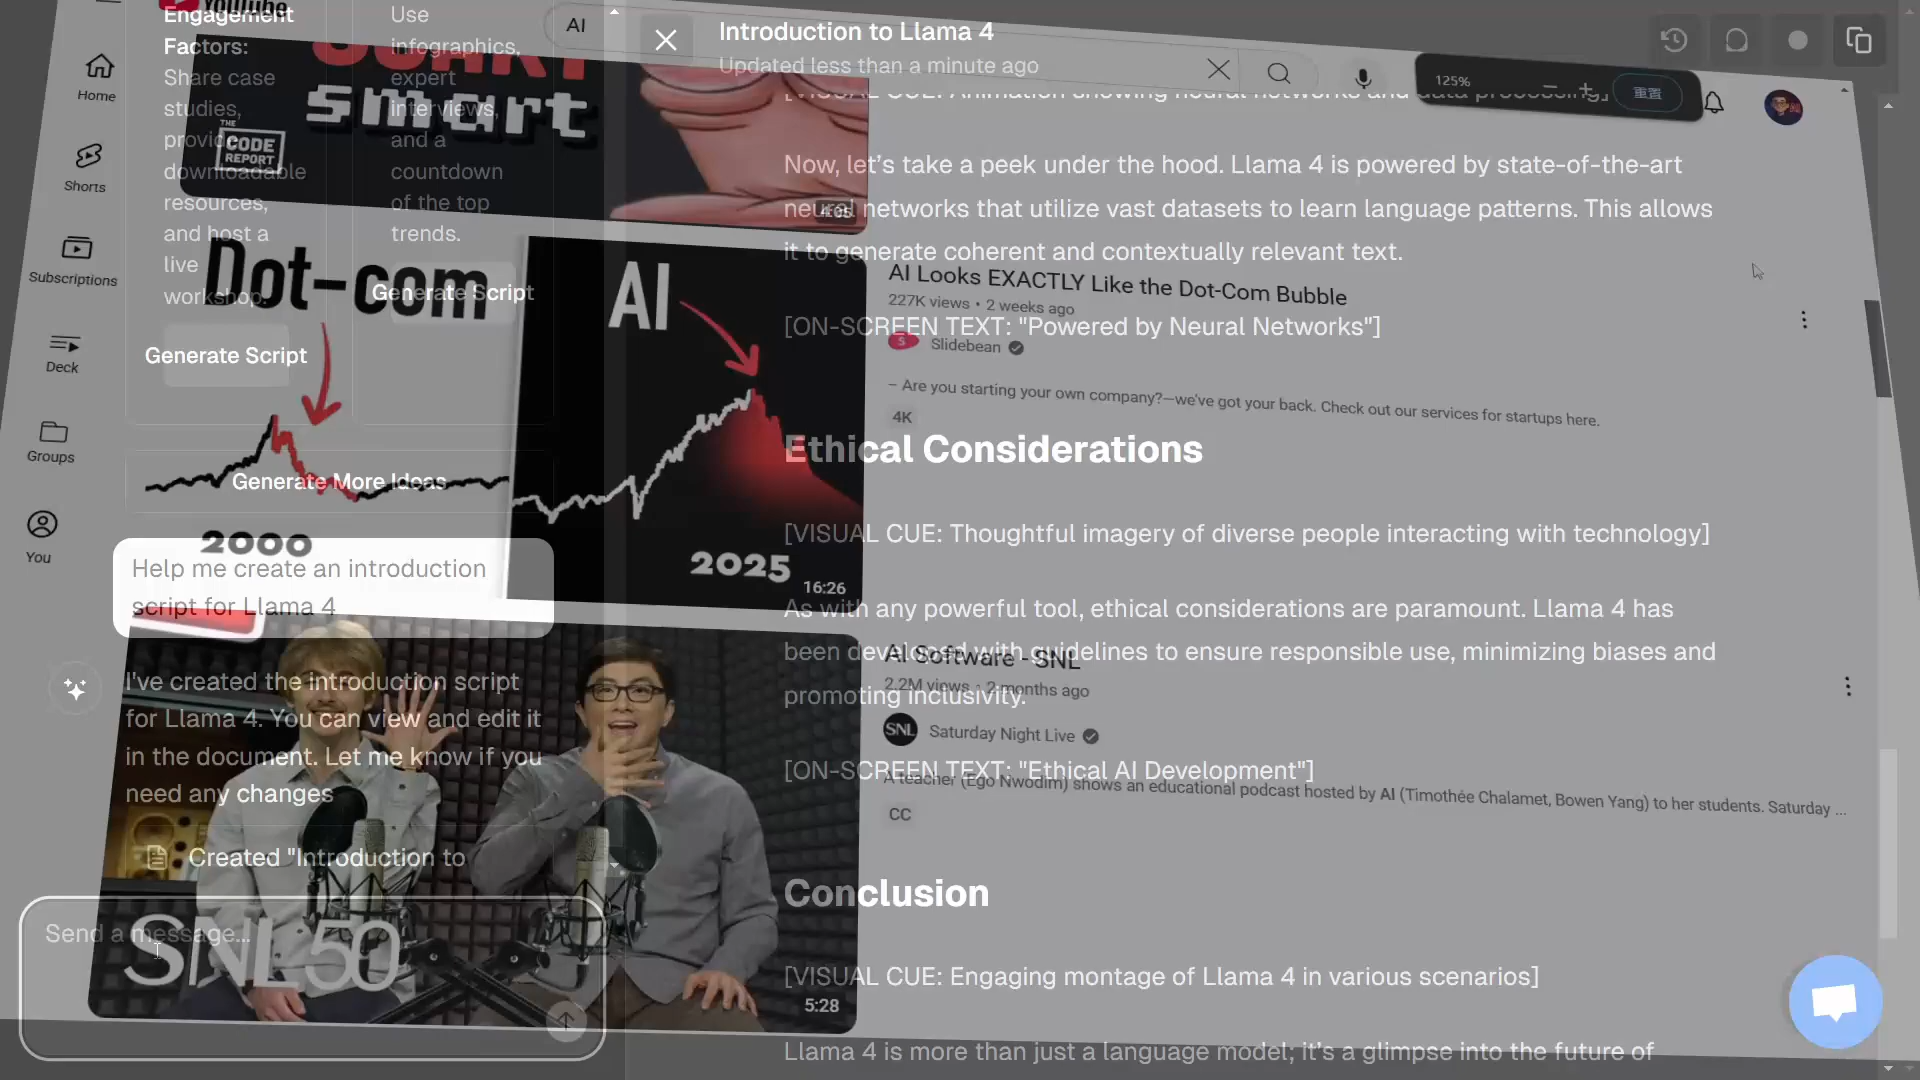 YouTube
AI
125%
重置
Home
Shorts
Subscriptions
Deck
Groups
You
smart
THE
CODE
REPORT
4:05
Dot-com
AI
2000
2025
16:26
AI Looks EXACTLY Like the Dot-Com Bubble
227K views • 2 weeks ago
S
Slidebean
– Are you starting your own company?—we've got your back. Check out our services for startups here.
4K
SNL50
5:28
AI Software - SNL
2.2M views • 2 months ago
SNL
Saturday Night Live
A teacher (Ego Nwodim) shows an educational podcast hosted by AI (Timothée Chalamet, Bowen Yang) to her students. Saturday ...
CC
Engagement
Factors:
Share case
studies,
provide
downloadable
resources,
and host a
live
workshop.
Generate Script
Use
infographics,
expert
interviews,
and a
countdown
of the top
trends.
Generate Script
Generate More Ideas
Help me create an introduction
script for Llama 4
I've created the introduction script
for Llama 4. You can view and edit it
in the document. Let me know if you
need any changes
Created "Introduction to
Send a message...
Introduction to Llama 4
Updated less than a minute ago
[VISUAL CUE: Animation showing neural networks and data processing]
Now, let's take a peek under the hood. Llama 4 is powered by state-of-the-art
neural networks that utilize vast datasets to learn language patterns. This allows
it to generate coherent and contextually relevant text.
[ON-SCREEN TEXT: "Powered by Neural Networks"]
Ethical Considerations
[VISUAL CUE: Thoughtful imagery of diverse people interacting with technology]
As with any powerful tool, ethical considerations are paramount. Llama 4 has
been developed with guidelines to ensure responsible use, minimizing biases and
promoting inclusivity.
[ON-SCREEN TEXT: "Ethical AI Development"]
Conclusion
[VISUAL CUE: Engaging montage of Llama 4 in various scenarios]
Llama 4 is more than just a language model; it's a glimpse into the future of